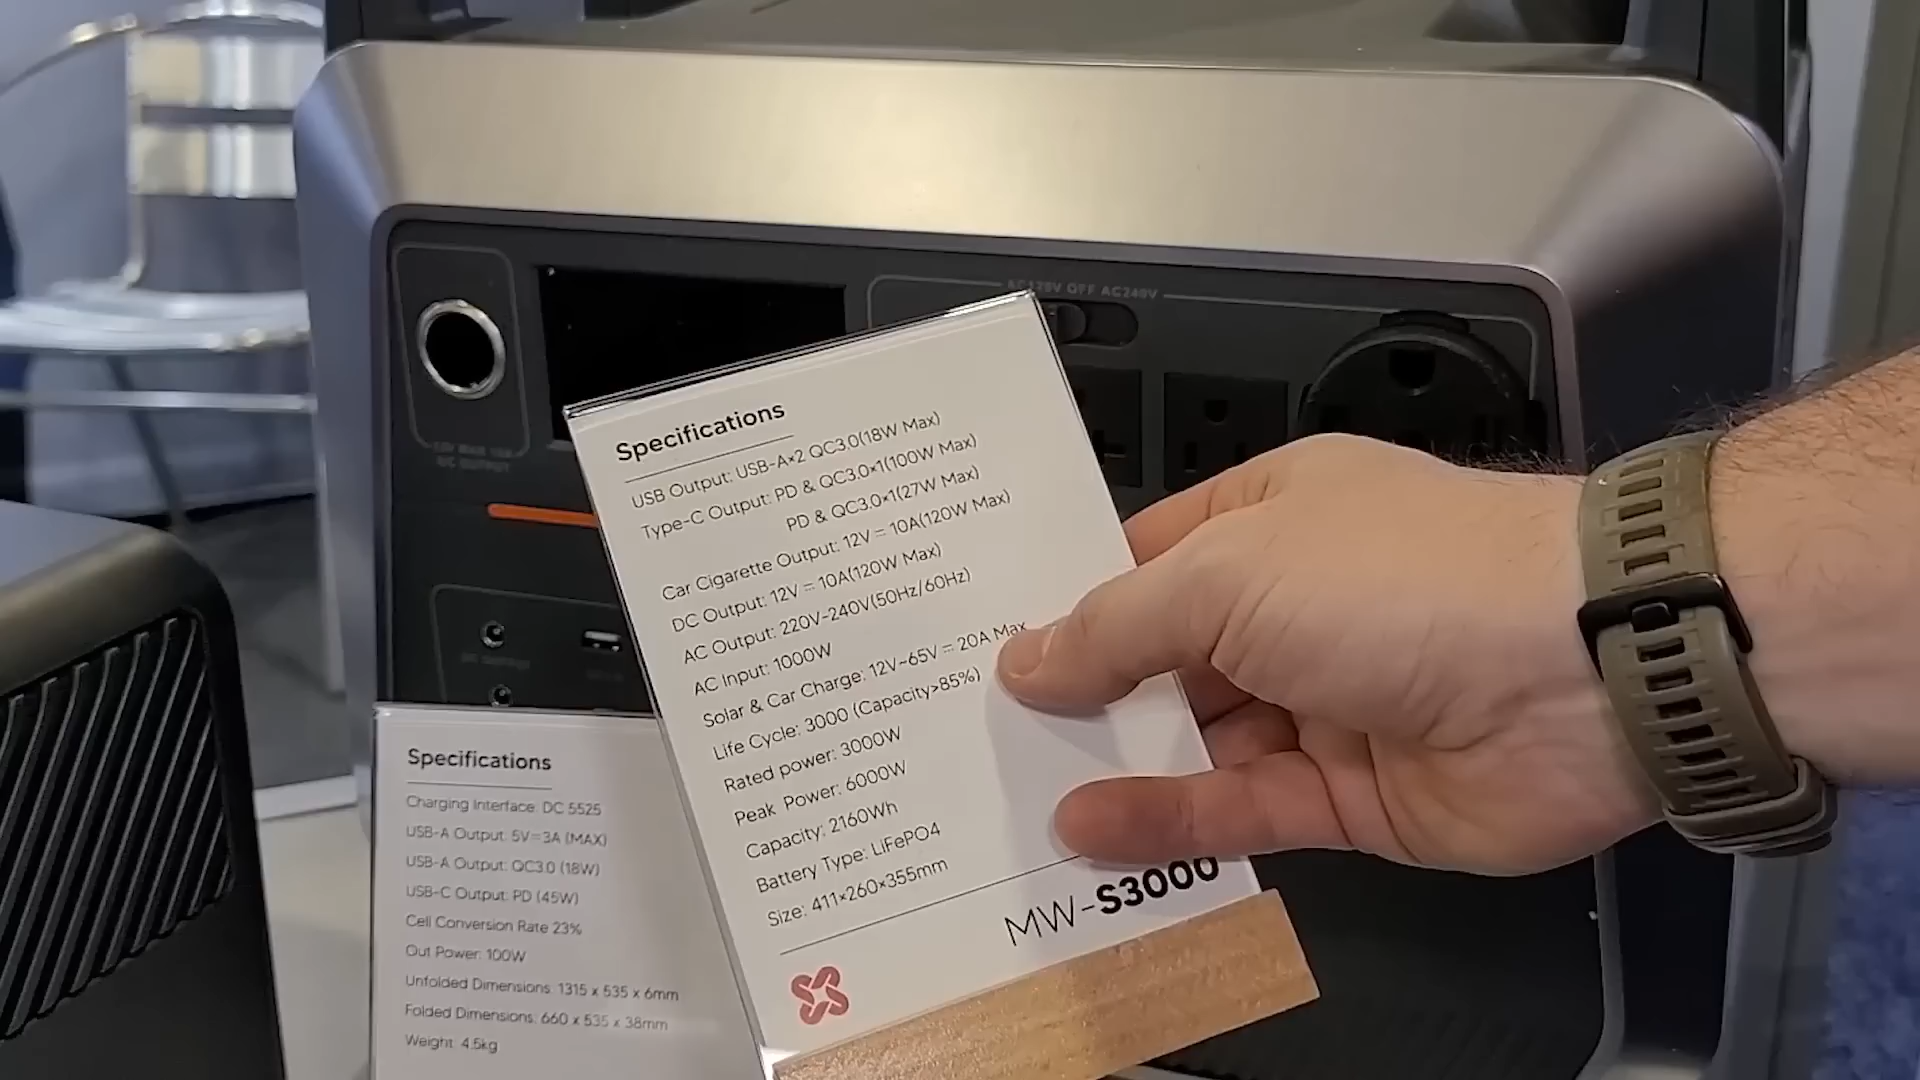 AC120V OFF AC240V
Specifications
USB Output: USB-A×2 QC3.0(18W Max)
Type-C Output: PD & QC3.0×1(100W Max)
PD & QC3.0×1(27W Max)
Car Cigarette Output: 12V = 10A(120W Max)
DC Output: 12V = 10A(120W Max)
AC Output: 220V~240V(50Hz/60Hz)
AC Input: 1000W
Solar & Car Charge: 12V~65V = 20A Max
Life Cycle: 3000 (Capacity>85%)
Rated power: 3000W
Peak Power: 6000W
Capacity: 2160Wh
Battery Type: LiFePO4
Size: 411×260×355mm
MW-S3000
Specifications
Charging Interface: DC 5525
USB-A Output: 5V=3A (MAX)
USB-A Output: QC3.0 (18W)
USB-C Output: PD (45W)
Cell Conversion Rate 23%
Out Power: 100W
Unfolded Dimensions: 1315 x 535 x 6mm
Folded Dimensions: 660 x 535 x 38mm
Weight: 4.5kg